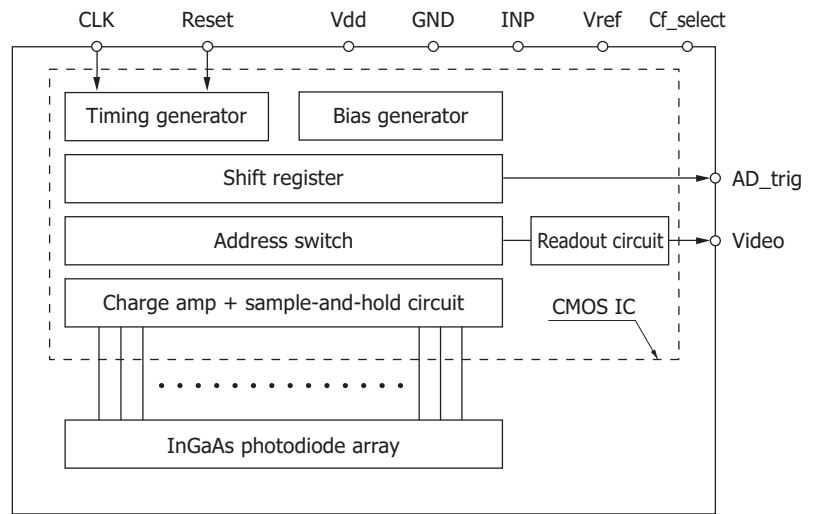 CLK Reset Vdd GND INP Vref Cf_select
Timing generator Bias generator
Shift register AD_trig
Address switch Readout circuit Video
Charge amp + sample-and-hold circuit
CMOS IC
InGaAs photodiode array